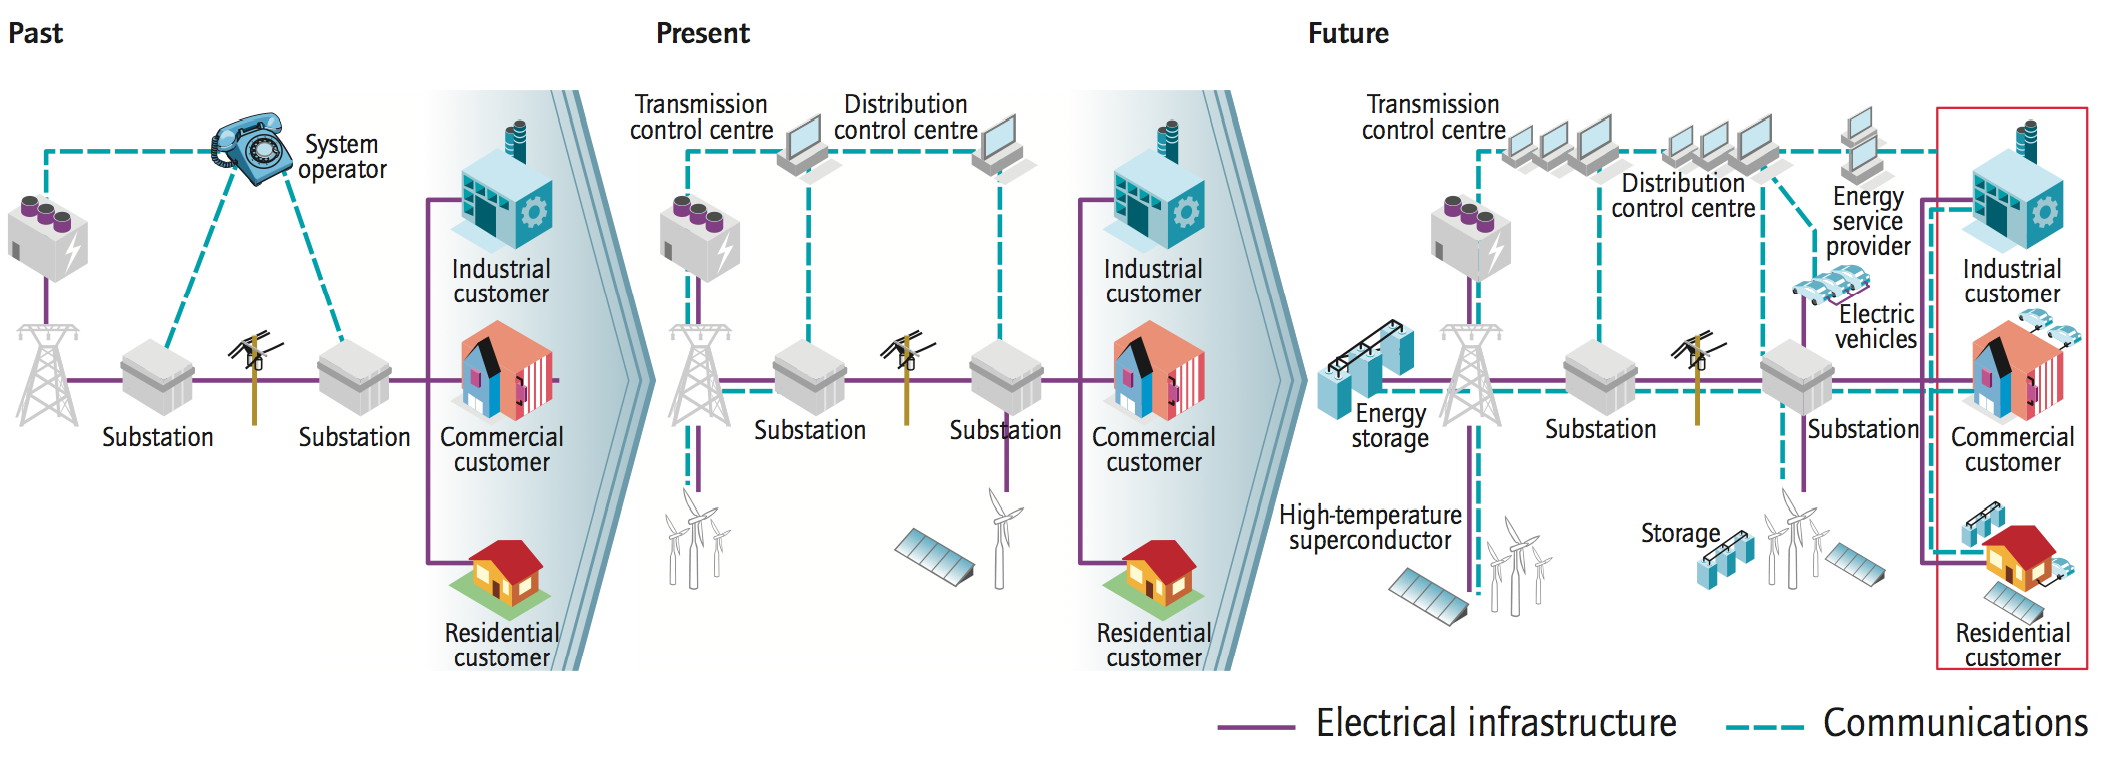 Past
System
operator
Substation
Substation
Industrial
customer
Commercial
customer
Residential
customer
Present
Transmission
control centre
Distribution
control centre
Substation
Substation
Industrial
customer
Commercial
customer
Residential
customer
Future
Transmission
control centre
Distribution
control centre
Energy
service
provider
Electric
vehicles
Energy
storage
Substation
Substation
High-temperature
superconductor
Storage
Industrial
customer
Commercial
customer
Residential
customer
Electrical infrastructure
Communications